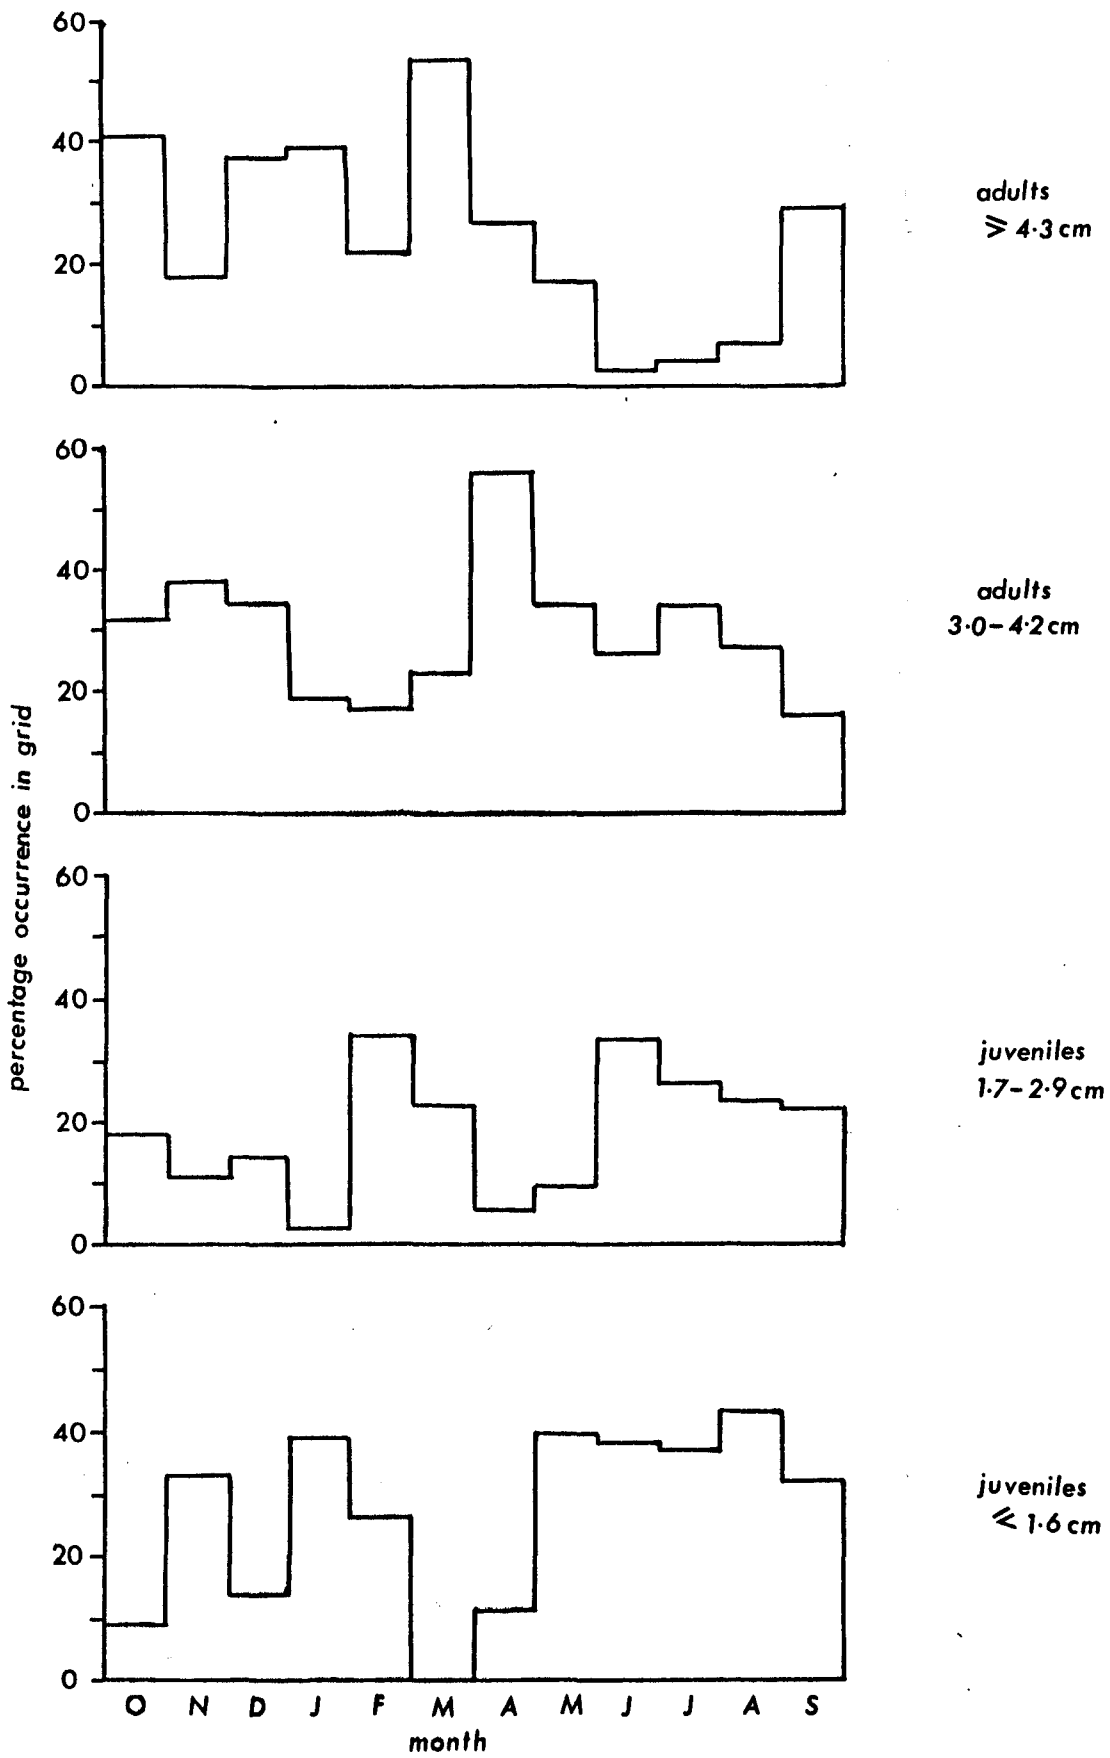 60
40
20
0
adults
⩾ 4·3 cm
60
40
20
0
adults
3·0–4·2 cm
percentage occurrence in grid
60
40
20
0
juveniles
1·7–2·9 cm
60
40
20
0
juveniles
⩽ 1·6 cm
O N D J F M A M J J A S
month